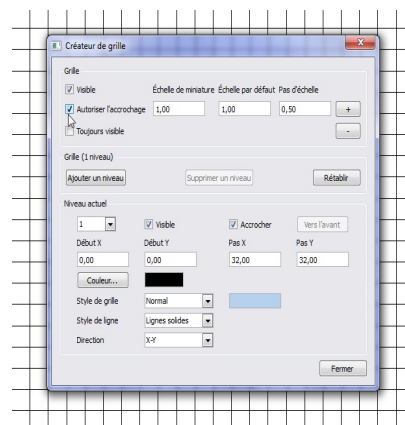 Créateur de grille
Grille
Visible Échelle de miniature Échelle par défaut Pas d'échelle
Autoriser l'accrochage 1,00 1,00 0,50 +
Toujours visible -
Grille (1 niveau)
Ajouter un niveau Supprimer un niveau Rétablir
Niveau actuel
1 Visible Accrocher Vers l'avant
Début X Début Y Pas X Pas Y
0,00 0,00 32,00 32,00
Couleur...
Style de grille Normal
Style de ligne Lignes solides
Direction X-Y
Fermer